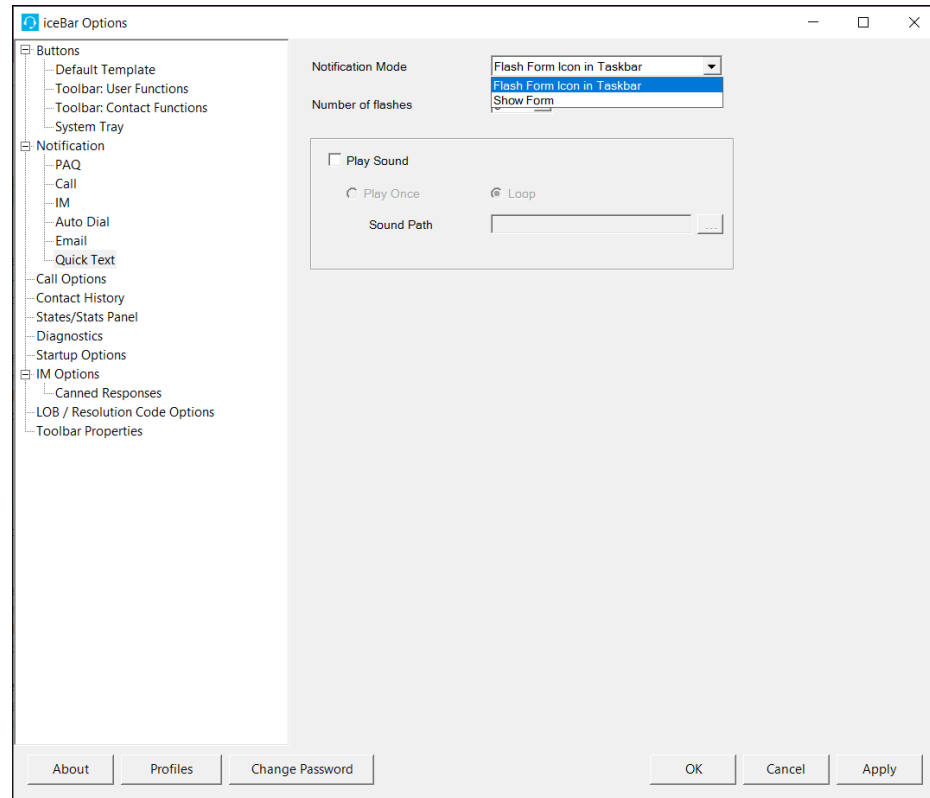 iceBar Options
Buttons
Default Template
Toolbar: User Functions
Toolbar: Contact Functions
System Tray
Notification
PAQ
Call
IM
Auto Dial
Email
Quick Text
Call Options
Contact History
States/Stats Panel
Diagnostics
Startup Options
IM Options
Canned Responses
LOB / Resolution Code Options
Toolbar Properties
Notification Mode
Flash Form Icon in Taskbar
Flash Form Icon in Taskbar
Show Form
Number of flashes
Play Sound
Play Once
Loop
Sound Path
...
About
Profiles
Change Password
OK
Cancel
Apply